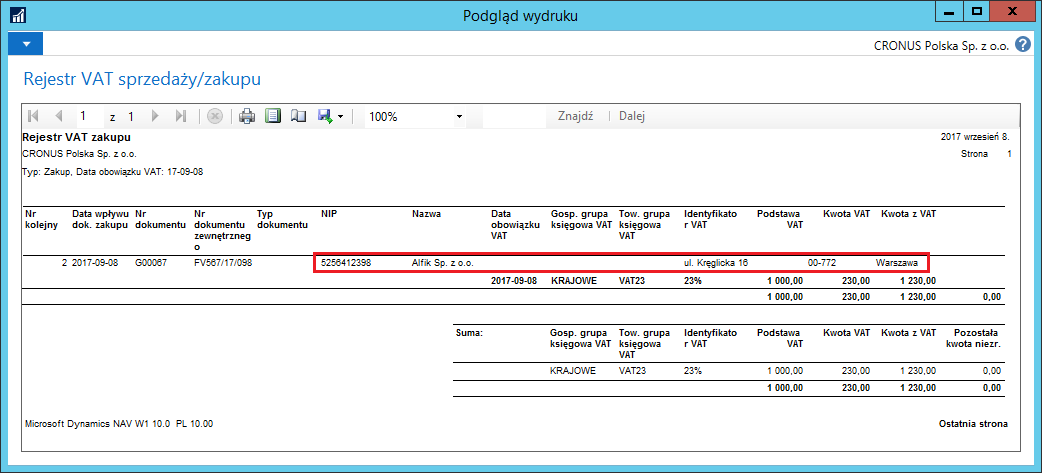 Podgląd wydruku
CRONUS Polska Sp. z o.o. ?
Rejestr VAT sprzedaży/zakupu
1 z 1 100% Znajdź | Dalej
Rejestr VAT zakupu 2017 wrzesień 8.
CRONUS Polska Sp. z o.o. Strona 1
Typ: Zakup, Data obowiązku VAT: 17-09-08
Nr Data wpływu Nr Nr Typ NIP Nazwa Data Gosp. grupa Tow. grupa Identyfikato Podstawa Kwota VAT Kwota z VAT
kolejny dok. zakupu dokumentu dokumentu dokumentu obowiązku księgowa VAT księgowa r VAT VAT
zewnętrzneg VAT VAT
o
2 2017-09-08 G00067 FV567/17/098 5256412398 Alfik Sp. z o.o. ul. Kręglicka 16 00-772 Warszawa
2017-09-08 KRAJOWE VAT23 23% 1 000,00 230,00 1 230,00
1 000,00 230,00 1 230,00 0,00
Suma: Gosp. grupa Tow. grupa Identyfikato Podstawa Kwota VAT Kwota z VAT Pozostała
księgowa VAT księgowa r VAT VAT kwota niezr.
VAT
KRAJOWE VAT23 23% 1 000,00 230,00 1 230,00 0,00
1 000,00 230,00 1 230,00 0,00
Microsoft Dynamics NAV W1 10.0 PL 10.00 Ostatnia strona